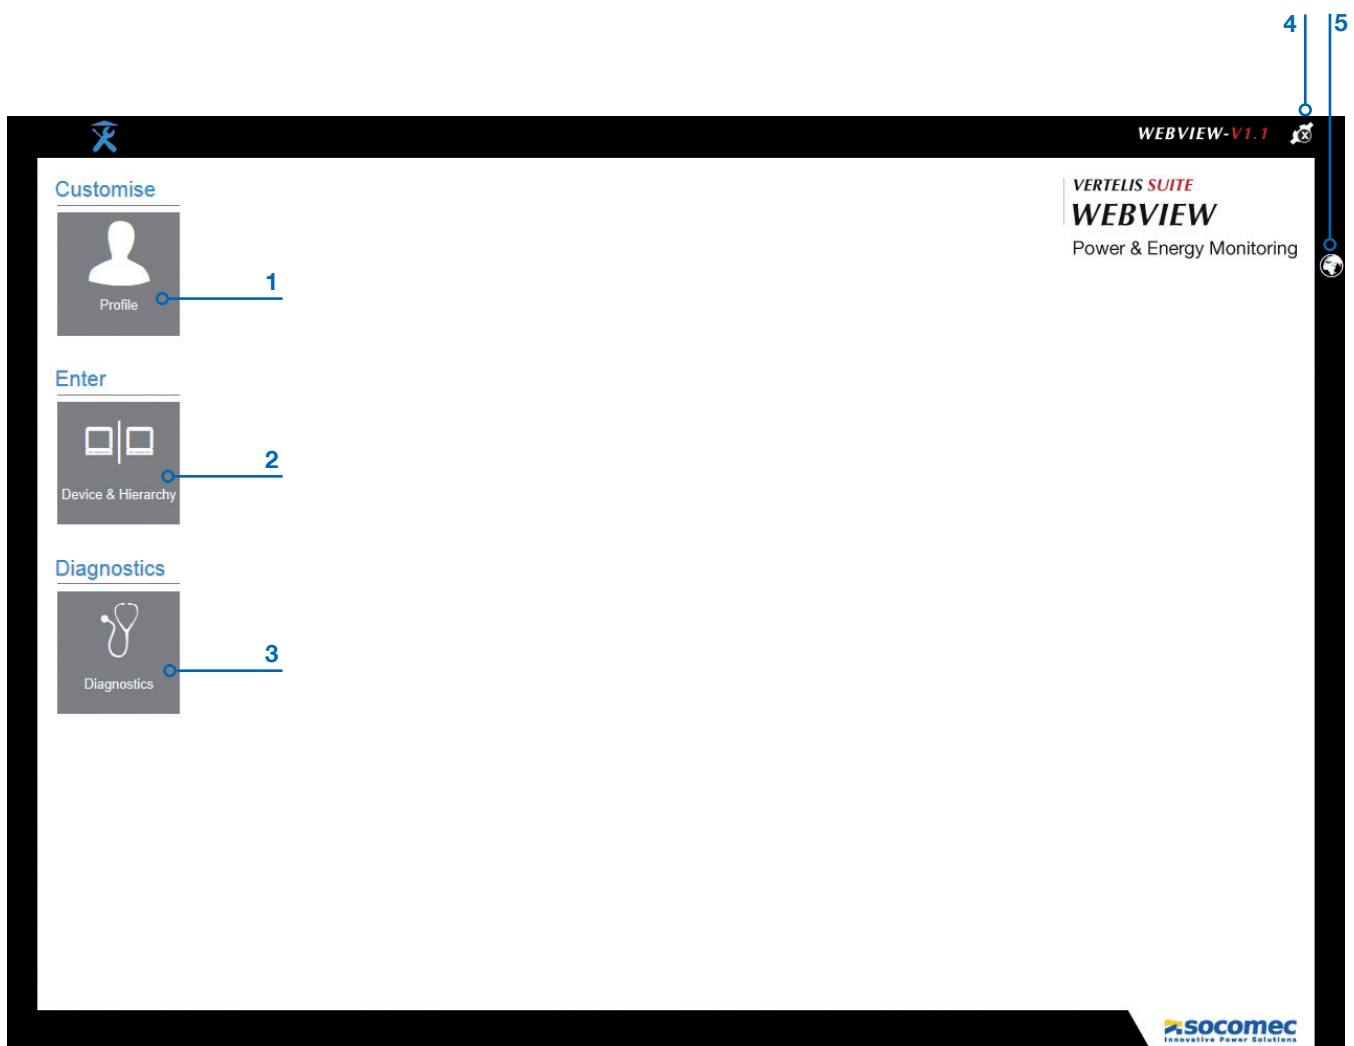 4 5
WEBVIEW-V1.1
Customise
VERTELIS SUITE
WEBVIEW
Power & Energy Monitoring
1
Profile
Enter
2
Device & Hierarchy
Diagnostics
3
Diagnostics
socomec
Innovative Power Solutions